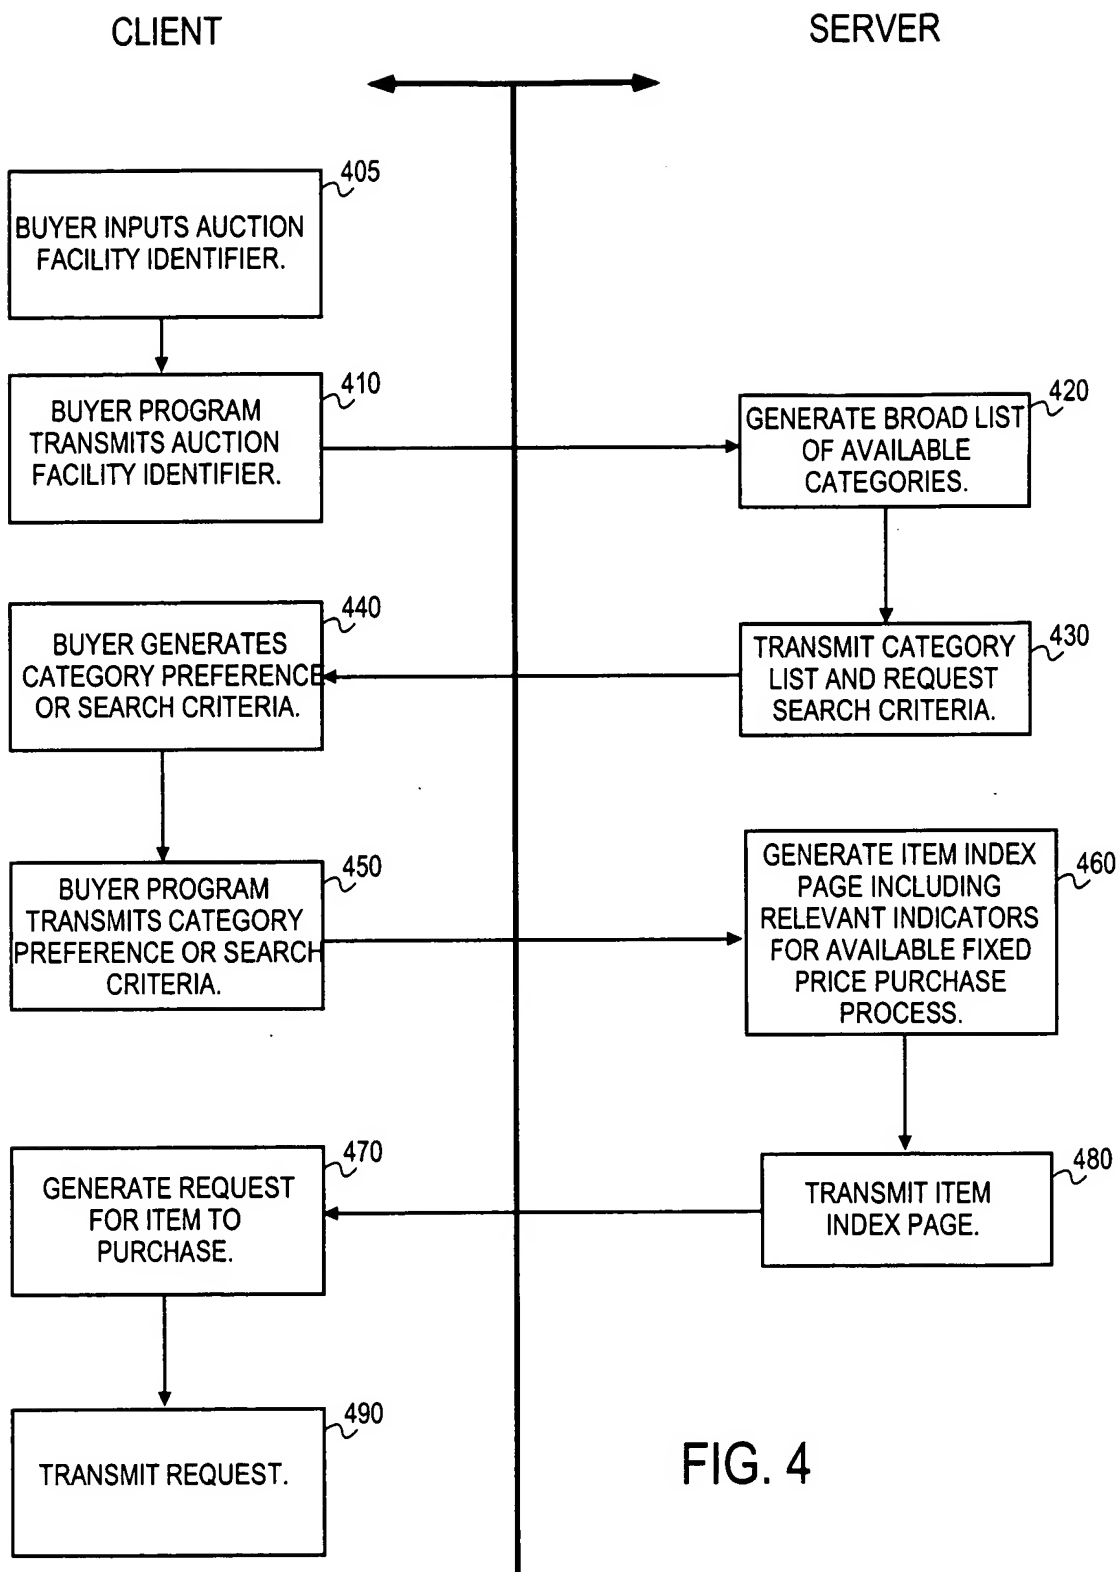 CLIENT
SERVER
405
BUYER INPUTS AUCTION
FACILITY IDENTIFIER.
410
BUYER PROGRAM
TRANSMITS AUCTION
FACILITY IDENTIFIER.
420
GENERATE BROAD LIST
OF AVAILABLE
CATEGORIES.
430
TRANSMIT CATEGORY
LIST AND REQUEST
SEARCH CRITERIA.
440
BUYER GENERATES
CATEGORY PREFERENCE
OR SEARCH CRITERIA.
450
BUYER PROGRAM
TRANSMITS CATEGORY
PREFERENCE OR SEARCH
CRITERIA.
460
GENERATE ITEM INDEX
PAGE INCLUDING
RELEVANT INDICATORS
FOR AVAILABLE FIXED
PRICE PURCHASE
PROCESS.
480
TRANSMIT ITEM
INDEX PAGE.
470
GENERATE REQUEST
FOR ITEM TO
PURCHASE.
490
TRANSMIT REQUEST.
FIG. 4